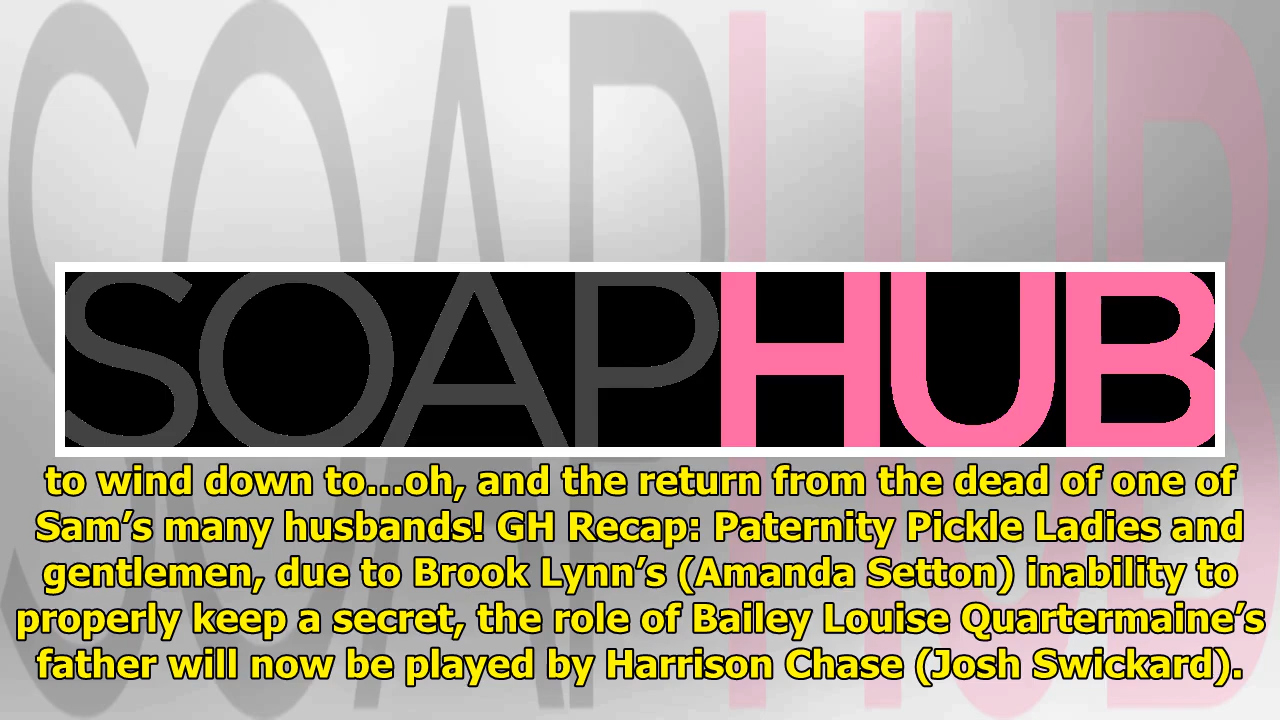 SOAPHUB
SOAPHUB
to wind down to...oh, and the return from the dead of one of
Sam’s many husbands! GH Recap: Paternity Pickle Ladies and
gentlemen, due to Brook Lynn’s (Amanda Setton) inability to
properly keep a secret, the role of Bailey Louise Quartermaine’s
father will now be played by Harrison Chase (Josh Swickard).